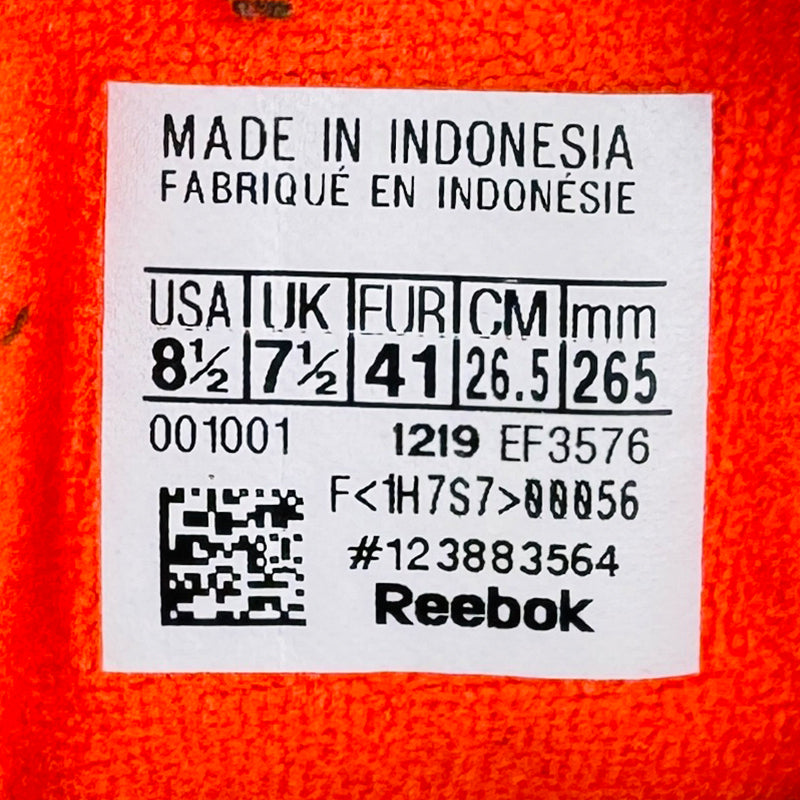 MADE IN INDONESIA
FABRIQUÉ EN INDONÉSIE
USA UK EUR CM mm
8½ 7½ 41 26.5 265
001001 1219 EF3576
F<1H7S7>00056
#123883564
Reebok